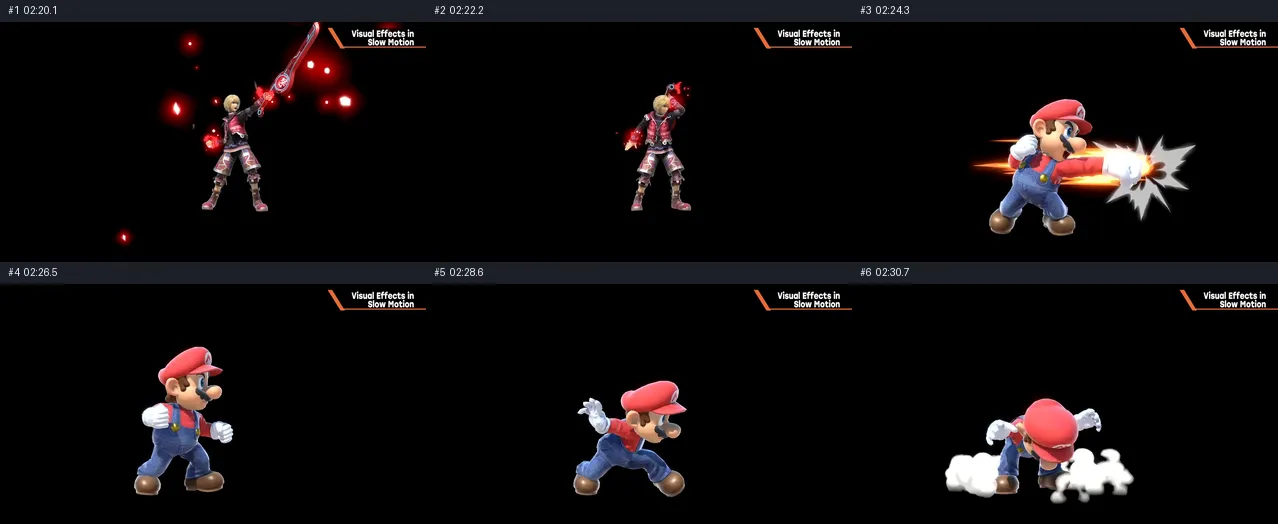 #1 02:20.1
#2 02:22.2
#3 02:24.3
Visual Effects in
Slow Motion
Visual Effects in
Slow Motion
Visual Effects in
Slow Motion
#4 02:26.5
#5 02:28.6
#6 02:30.7
Visual Effects in
Slow Motion
Visual Effects in
Slow Motion
Visual Effects in
Slow Motion